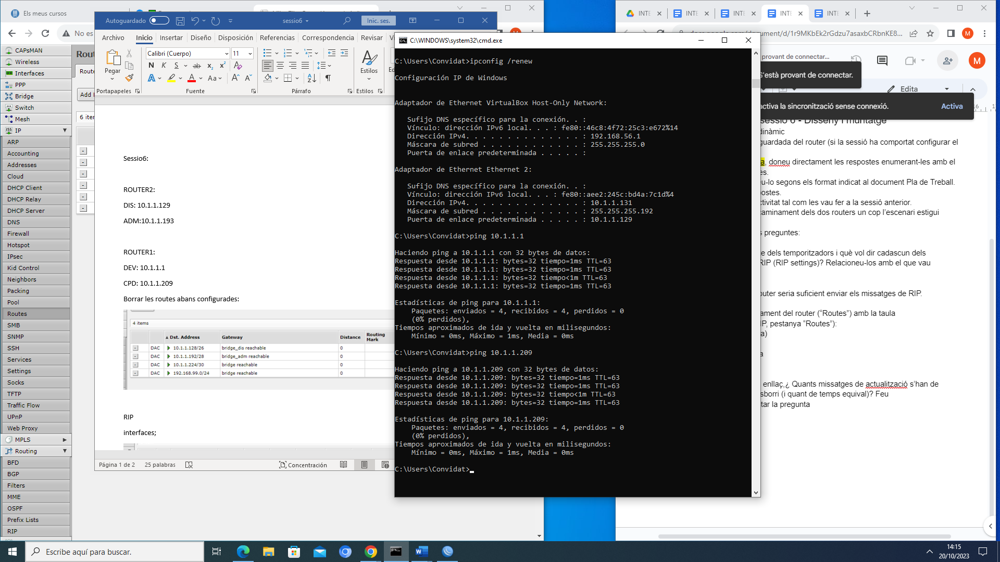 Els meus cursos
No es
CAPsMAN
Wireless
Interfaces
PPP
Bridge
Switch
Mesh
IP
ARP
Accounting
Addresses
Cloud
DHCP Client
DHCP Relay
DHCP Server
DNS
Firewall
Hotspot
IPsec
Kid Control
Neighbors
Packing
Pool
Routes
SMB
SNMP
SSH
Services
Settings
Socks
TFTP
Traffic Flow
UPnP
Web Proxy
MPLS
Routing
BFD
BGP
Filters
MME
OSPF
Prefix Lists
RIP
Rout
Route
Add
6 iter
Autoguardado
sessio6
Inic. ses.
Archivo Inicio Insertar Diseño Disposición Referencias Correspondencia Revisar V
Pegar
Calibri (Cuerpo) 11
N K S ab x₂ x²
A A Aa A A
Estilos
Ec
Portapapeles Fuente Párrafo Estilos
Sessio6:
ROUTER2:
DIS: 10.1.1.129
ADM:10.1.1.193
ROUTER1:
DEV: 10.1.1.1
CPD: 10.1.1.209
Borrar les routes abans configurades:
4 items
Dst. Address Gateway Distance Routing Mark
- DAC 10.1.1.128/26 bridge_dis reachable 0
- DAC 10.1.1.192/28 bridge_adm reachable 0
- DAC 10.1.1.224/30 bridge reachable 0
- DAC 192.168.99.0/24 bridge reachable 0
RIP
interfaces;
Página 1 de 2 25 palabras Concentración
C:\WINDOWS\system32\cmd.exe
C:\Users\Convidat>ipconfig /renew
Configuración IP de Windows
Adaptador de Ethernet VirtualBox Host-Only Network:
Sufijo DNS específico para la conexión. . :
Vínculo: dirección IPv6 local. . . : fe80::46c8:4f72:25c3:e672%14
Dirección IPv4. . . . . . . . . . . . . . : 192.168.56.1
Máscara de subred . . . . . . . . . . . . : 255.255.255.0
Puerta de enlace predeterminada . . . . . :
Adaptador de Ethernet Ethernet 2:
Sufijo DNS específico para la conexión. . :
Vínculo: dirección IPv6 local. . . : fe80::aee2:245c:bd4a:7c1d%4
Dirección IPv4. . . . . . . . . . . . . . : 10.1.1.131
Máscara de subred . . . . . . . . . . . . : 255.255.255.192
Puerta de enlace predeterminada . . . . . : 10.1.1.129
C:\Users\Convidat>ping 10.1.1.1
Haciendo ping a 10.1.1.1 con 32 bytes de datos:
Respuesta desde 10.1.1.1: bytes=32 tiempo=1ms TTL=63
Respuesta desde 10.1.1.1: bytes=32 tiempo=1ms TTL=63
Respuesta desde 10.1.1.1: bytes=32 tiempo<1m TTL=63
Respuesta desde 10.1.1.1: bytes=32 tiempo=1ms TTL=63
Estadísticas de ping para 10.1.1.1:
Paquetes: enviados = 4, recibidos = 4, perdidos = 0
(0% perdidos),
Tiempos aproximados de ida y vuelta en milisegundos:
Mínimo = 0ms, Máximo = 1ms, Media = 0ms
C:\Users\Convidat>ping 10.1.1.209
Haciendo ping a 10.1.1.209 con 32 bytes de datos:
Respuesta desde 10.1.1.209: bytes=32 tiempo=1ms TTL=63
Respuesta desde 10.1.1.209: bytes=32 tiempo=1ms TTL=63
Respuesta desde 10.1.1.209: bytes=32 tiempo<1m TTL=63
Respuesta desde 10.1.1.209: bytes=32 tiempo=1ms TTL=63
Estadísticas de ping para 10.1.1.209:
Paquetes: enviados = 4, recibidos = 4, perdidos = 0
(0% perdidos),
Tiempos aproximados de ida y vuelta en milisegundos:
Mínimo = 0ms, Máximo = 1ms, Media = 0ms
C:\Users\Convidat>
INTE INTE INTE INTE INTE
/document/d/1r9MKbEk2rGdzu7asaxbCRbnKE8... M
provant de connectar... M
S'està provant de connectar.
Edita
activa la sincronització sense connexió. Activa
16
sessió 6 - Disseny i muntatge
dinàmic
guardada del router (si la sessió ha comportat configurar el
a, doneu directament les respostes enumerant-les amb el
es.
eu-lo segons els format indicat al document Pla de Treball.
postes.
ctivitat tal com les vau fer a la sessió anterior.
caminament dels dos routers un cop l'escenari estigui
s preguntes:
e dels temporitzadors i què vol dir cadascun dels
RIP (RIP settings)? Relacioneu-los amb el que vau
outer seria suficient enviar els missatges de RIP.
ament del router (“Routes”) amb la taula
IP, pestanya “Routes”):
a)
a
enllaç,¿ Quants missatges de actualització s'han de
sborri (i quant de temps equival)? Feu
tar la pregunta
Escribe aquí para buscar.
14:15
20/10/2023